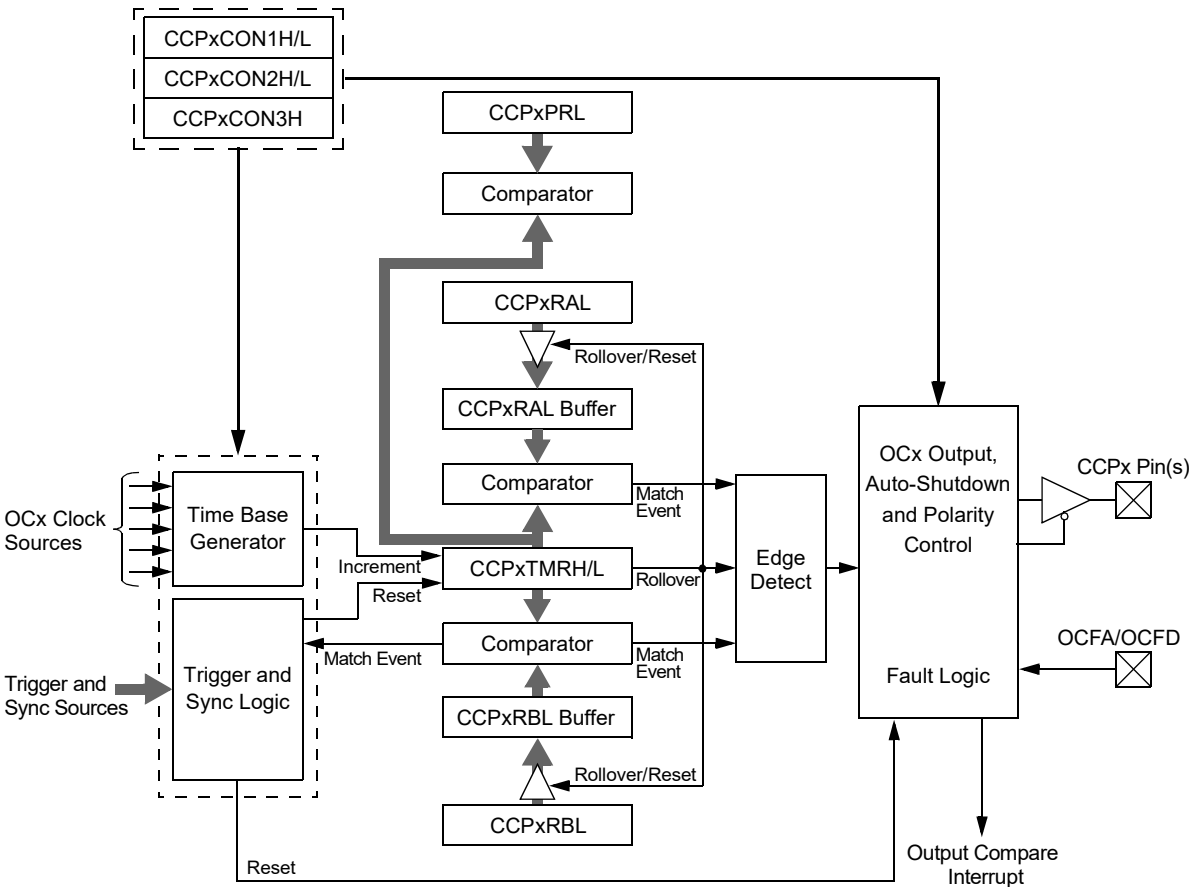 CCPxCON1H/L
CCPxCON2H/L
CCPxCON3H
CCPxPRL
Comparator
CCPxRAL
Rollover/Reset
CCPxRAL Buffer
Comparator
Match
Event
OCx Clock
Sources
Time Base
Generator
Increment
Reset
CCPxTMRH/L
Rollover
Edge
Detect
OCx Output,
Auto-Shutdown
and Polarity
Control
CCPx Pin(s)
OCFA/OCFD
Fault Logic
Trigger and
Sync Sources
Trigger and
Sync Logic
Match Event
Comparator
Match
Event
CCPxRBL Buffer
Rollover/Reset
CCPxRBL
Reset
Output Compare
Interrupt